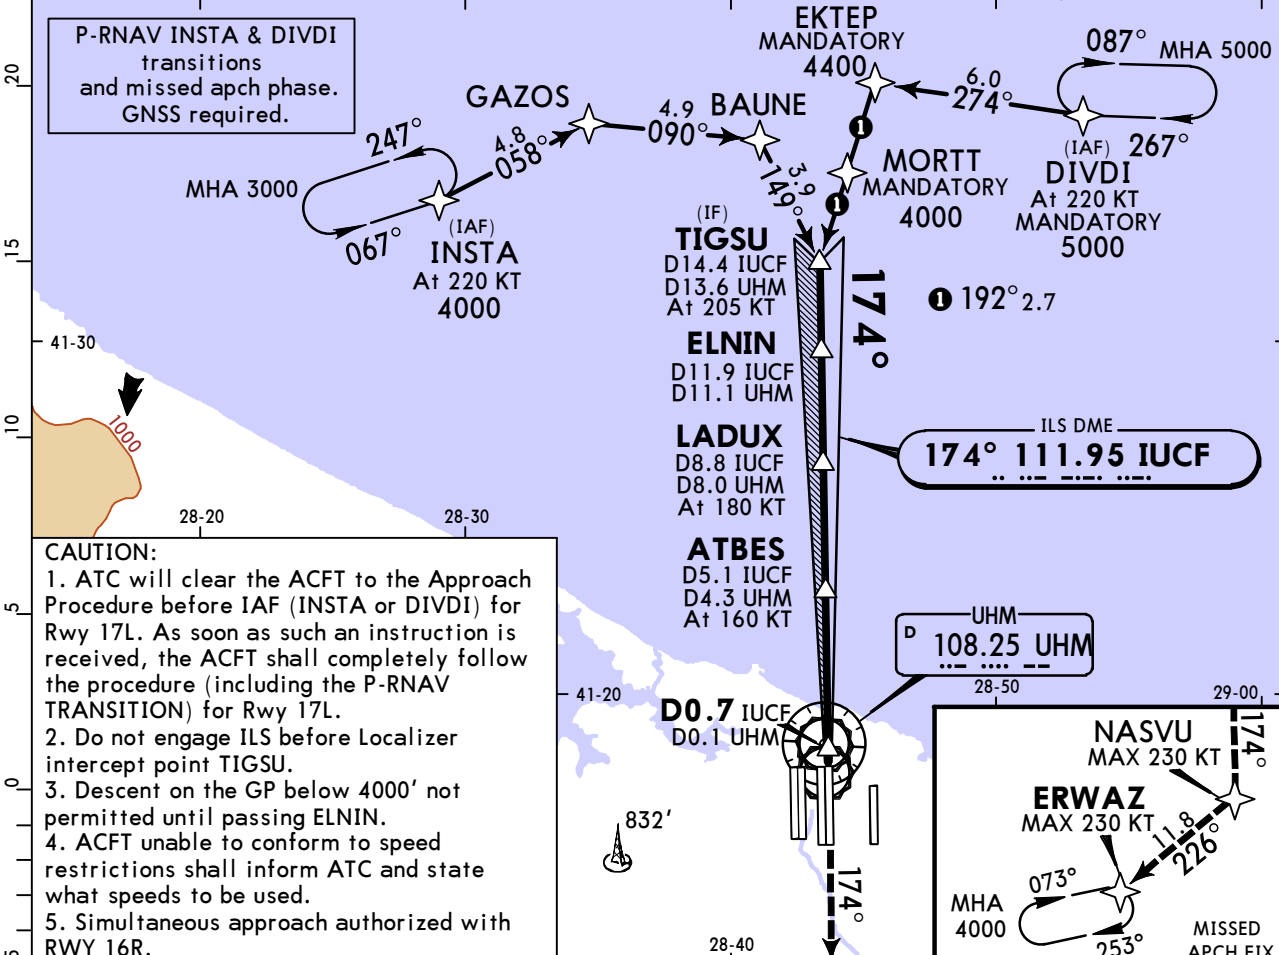 P-RNAV INSTA & DIVDI
transitions
and missed apch phase.
GNSS required.
EKTEP
MANDATORY
4400
087°
MHA 5000
6.0
274°
267°
(IAF)
DIVDI
At 220 KT
MANDATORY
5000
GAZOS
4.9
090°
BAUNE
247°
4.8
058°
MHA 3000
067°
(IAF)
INSTA
At 220 KT
4000
3.9
149°
1
MORTT
MANDATORY
4000
1
(IF)
TIGSU
D14.4 IUCF
D13.6 UHM
At 205 KT
174°
1 192° 2.7
ELNIN
D11.9 IUCF
D11.1 UHM
LADUX
D8.8 IUCF
D8.0 UHM
At 180 KT
ILS DME
174° 111.95 IUCF
ATBES
D5.1 IUCF
D4.3 UHM
At 160 KT
UHM
D
108.25 UHM
D0.7 IUCF
D0.1 UHM
20
15
10
5
0
5
41-30
1000
28-20
28-30
41-20
28-50
29-00
28-40
832'
174°
CAUTION:
1. ATC will clear the ACFT to the Approach
Procedure before IAF (INSTA or DIVDI) for
Rwy 17L. As soon as such an instruction is
received, the ACFT shall completely follow
the procedure (including the P-RNAV
TRANSITION) for Rwy 17L.
2. Do not engage ILS before Localizer
intercept point TIGSU.
3. Descent on the GP below 4000' not
permitted until passing ELNIN.
4. ACFT unable to conform to speed
restrictions shall inform ATC and state
what speeds to be used.
5. Simultaneous approach authorized with
RWY 16R.
174°
NASVU
MAX 230 KT
ERWAZ
MAX 230 KT
11.8
226°
073°
MHA
4000
253°
MISSED
APCH FIX